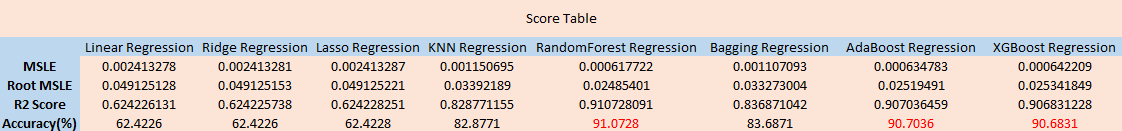 Score Table
Linear Regression Ridge Regression Lasso Regression KNN Regression RandomForest Regression Bagging Regression AdaBoost Regression XGBoost Regression
MSLE 0.002413278 0.002413281 0.002413287 0.001150695 0.000617722 0.001107093 0.000634783 0.000642209
Root MSLE 0.049125128 0.049125153 0.049125221 0.03392189 0.02485401 0.033273004 0.02519491 0.025341849
R2 Score 0.624226131 0.624225738 0.624228251 0.828771155 0.910728091 0.836871042 0.907036459 0.906831228
Accuracy(%) 62.4226 62.4226 62.4228 82.8771 91.0728 83.6871 90.7036 90.6831